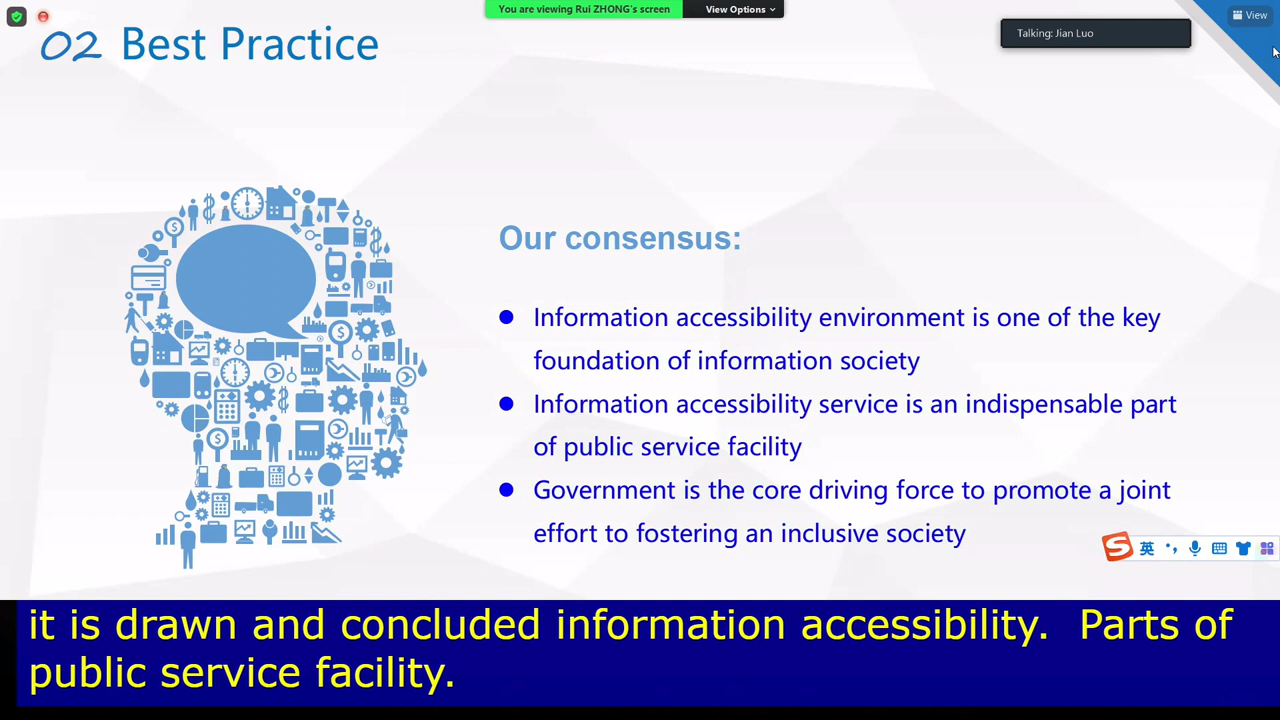 You are viewing Rui ZHONG's screen
View Options
View
Talking: Jian Luo
02 Best Practice
Our consensus:
Information accessibility environment is one of the key
foundation of information society
Information accessibility service is an indispensable part
of public service facility
Government is the core driving force to promote a joint
effort to fostering an inclusive society
英
it is drawn and concluded information accessibility.  Parts of
public service facility.